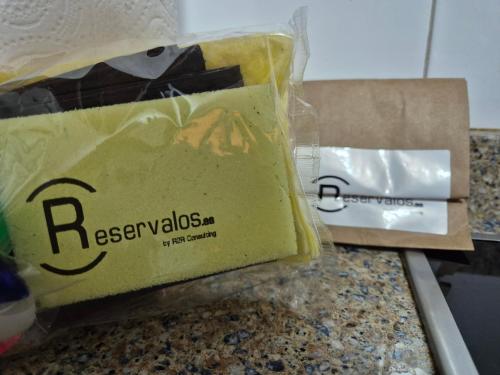 Reservalos.es
by R2R Consulting
Reservalos.es